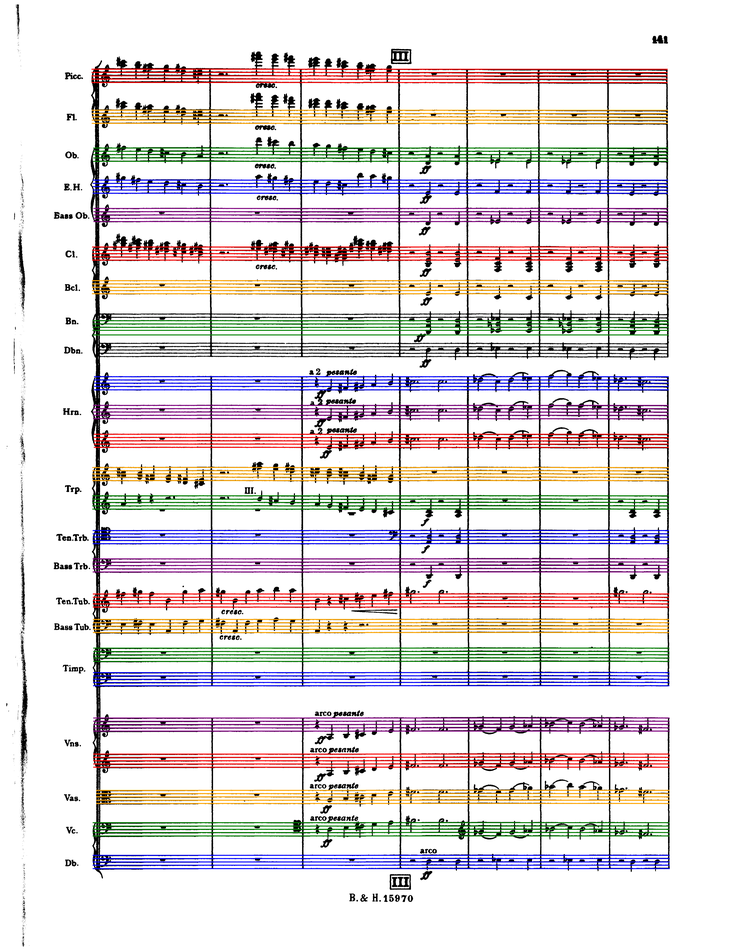 141
III
Picc.
cresc.
Fl.
cresc.
Ob.
cresc. ff
E.H.
cresc. ff
Bass Ob.
ff
Cl.
cresc. ff
Bcl.
ff
Bn.
ff
Dbn.
ff
a 2 pesante
ff
a 2 pesante
Hrn.
ff
a 2 pesante
ff
Trp.
III.
f
Ten.Trb.
f
Bass Trb.
f
Ten.Tub.
cresc.
Bass Tub.
cresc.
Timp.
arco pesante
Vns.
ff
arco pesante
ff
arco pesante
Vas.
ff
arco pesante
Vc.
ff
arco
Db.
ff
III
B. & H. 15970